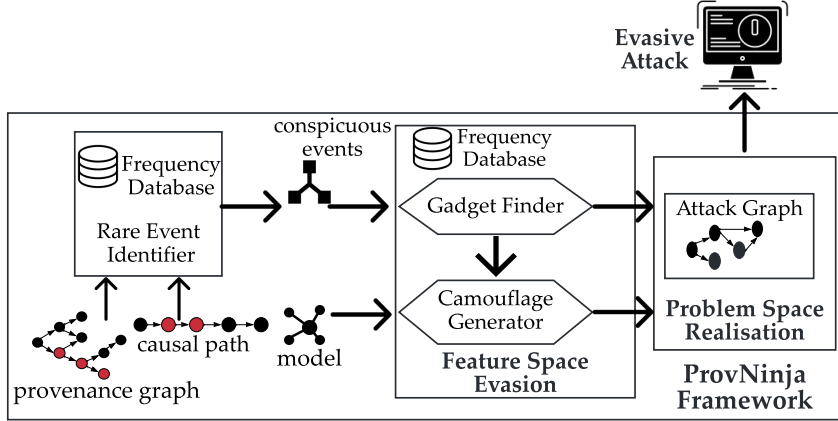 Evasive
Attack
Frequency
Database
Rare Event
Identifier
conspicuous
events
Frequency
Database
Gadget Finder
Camouflage
Generator
Feature Space
Evasion
Attack Graph
Problem Space
Realisation
provenance graph
causal path
model
ProvNinja
Framework